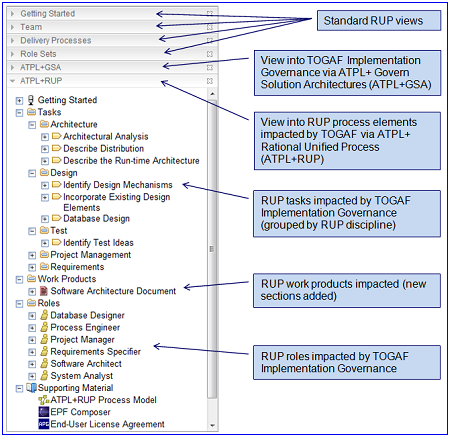 Getting Started
Team
Delivery Processes
Role Sets
ATPL+GSA
ATPL+RUP
Getting Started
Tasks
Architecture
Architectural Analysis
Describe Distribution
Describe the Run-time Architecture
Design
Identify Design Mechanisms
Incorporate Existing Design
Elements
Database Design
Test
Identify Test Ideas
Project Management
Requirements
Work Products
Software Architecture Document
Roles
Database Designer
Process Engineer
Project Manager
Requirements Specifier
Software Architect
System Analyst
Supporting Material
ATPL+RUP Process Model
EPF Composer
End-User License Agreement
Standard RUP views
View into TOGAF Implementation
Governance via ATPL+ Govern
Solution Architectures (ATPL+GSA)
View into RUP process elements
impacted by TOGAF via ATPL+
Rational Unified Process
(ATPL+RUP)
RUP tasks impacted by TOGAF
Implementation Governance
(grouped by RUP discipline)
RUP work products impacted (new
sections added)
RUP roles impacted by TOGAF
Implementation Governance